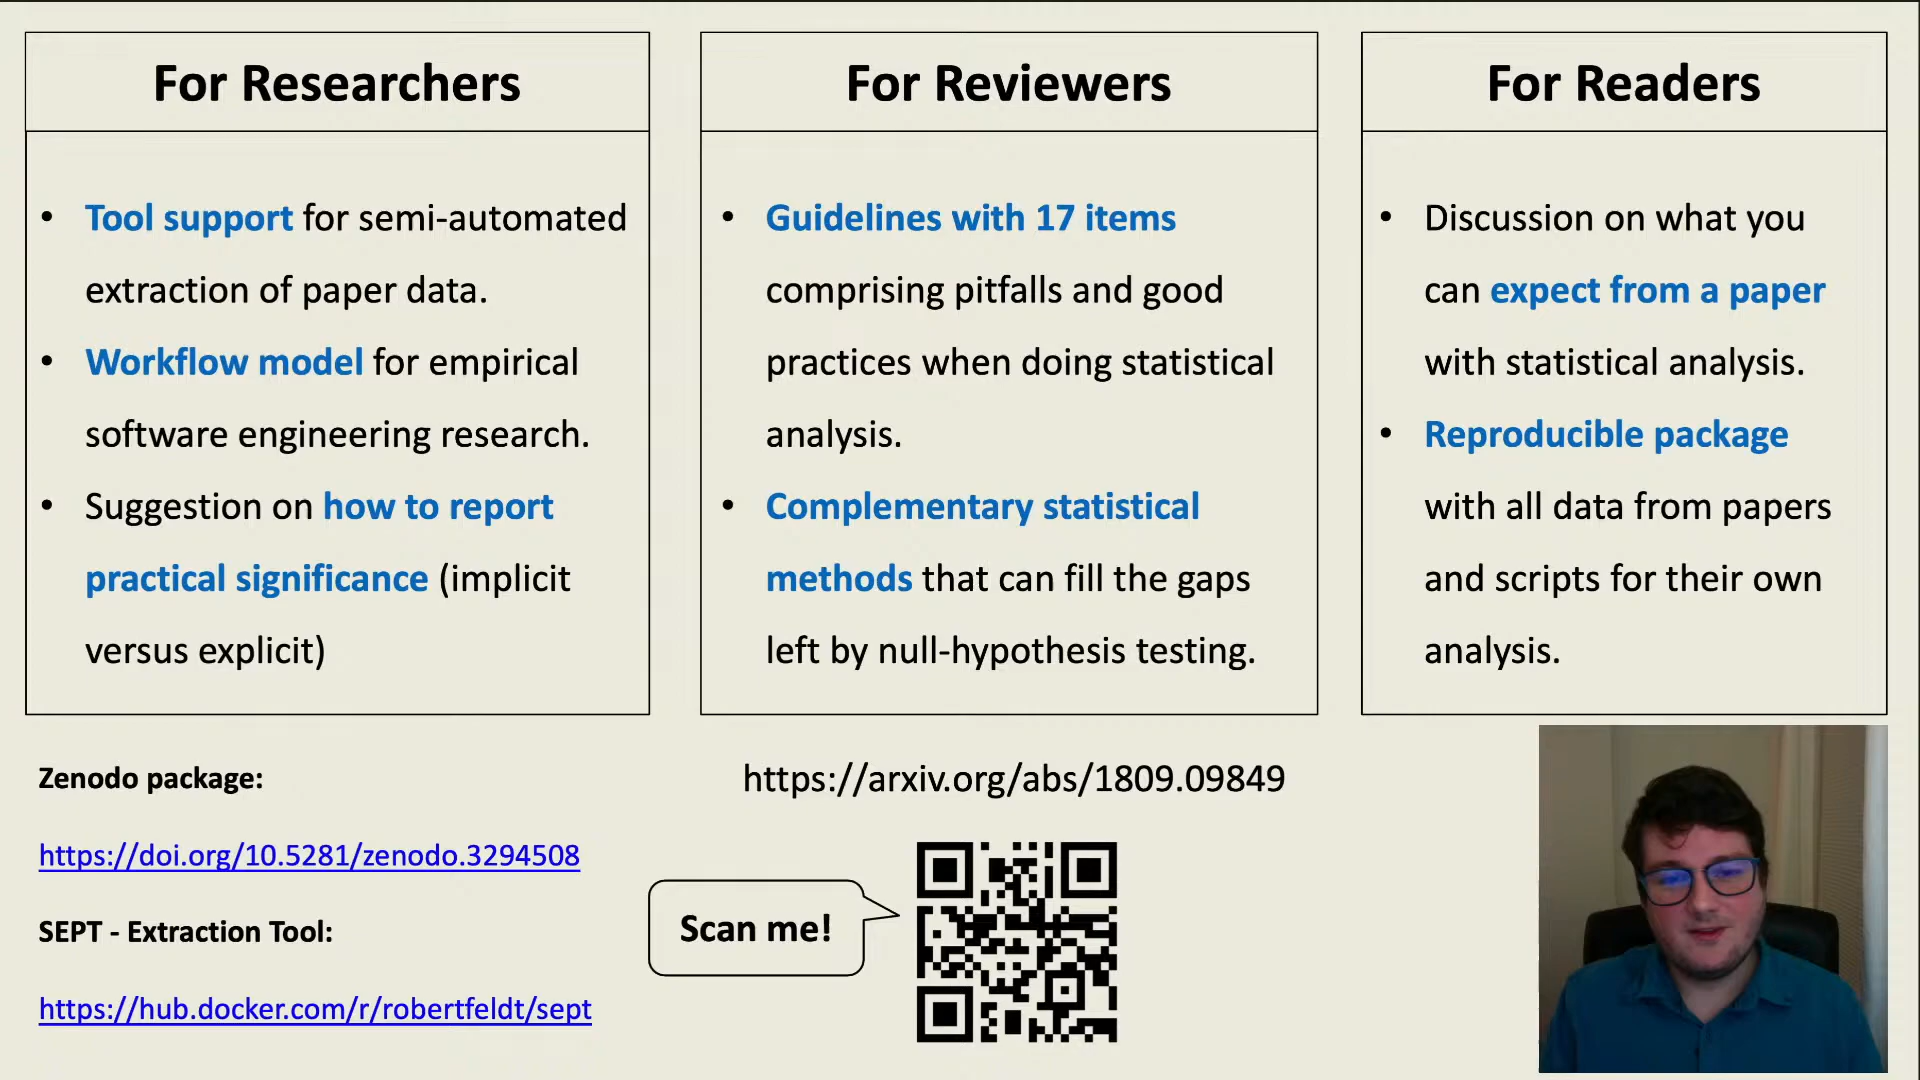 For Researchers
• Tool support for semi-automated
extraction of paper data.
• Workflow model for empirical
software engineering research.
• Suggestion on how to report
practical significance (implicit
versus explicit)
For Reviewers
• Guidelines with 17 items
comprising pitfalls and good
practices when doing statistical
analysis.
• Complementary statistical
methods that can fill the gaps
left by null-hypothesis testing.
For Readers
• Discussion on what you
can expect from a paper
with statistical analysis.
• Reproducible package
with all data from papers
and scripts for their own
analysis.
Zenodo package:
https://doi.org/10.5281/zenodo.3294508
SEPT - Extraction Tool:
https://hub.docker.com/r/robertfeldt/sept
https://arxiv.org/abs/1809.09849
Scan me!